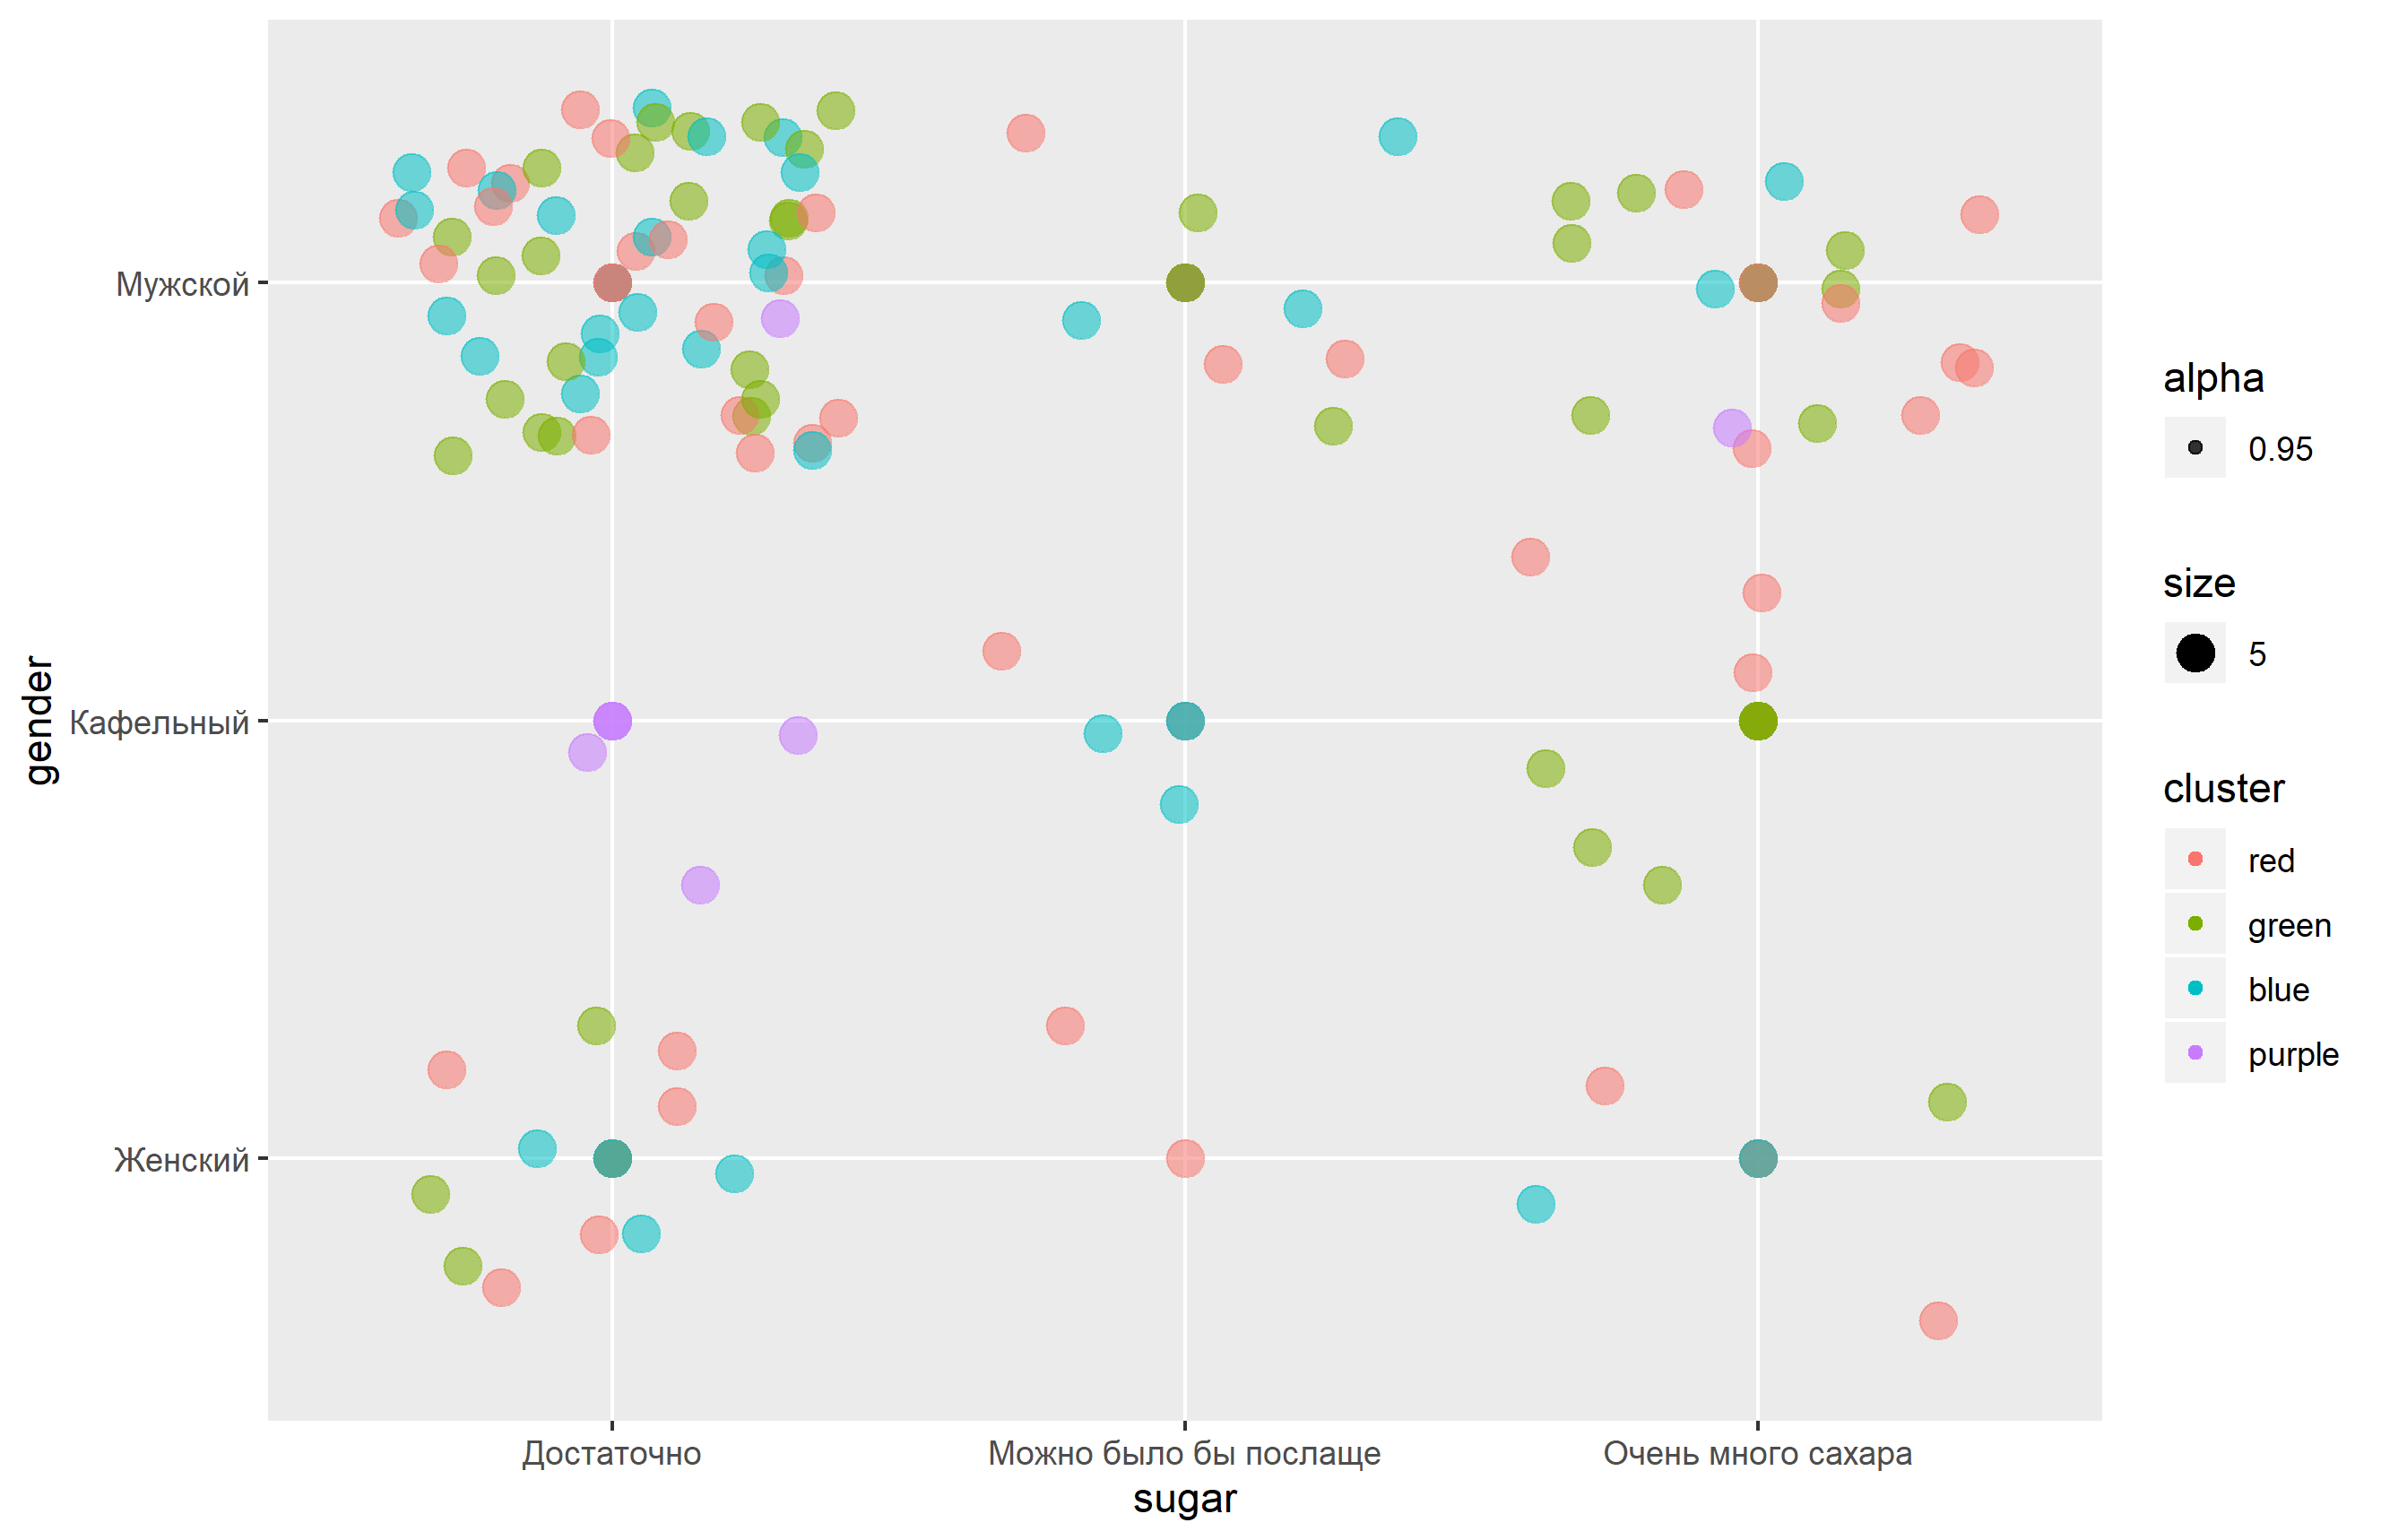 gender
Мужской
Кафельный
Женский
Достаточно
Можно было бы послаще
Очень много сахара
sugar
alpha
0.95
size
5
cluster
red
green
blue
purple